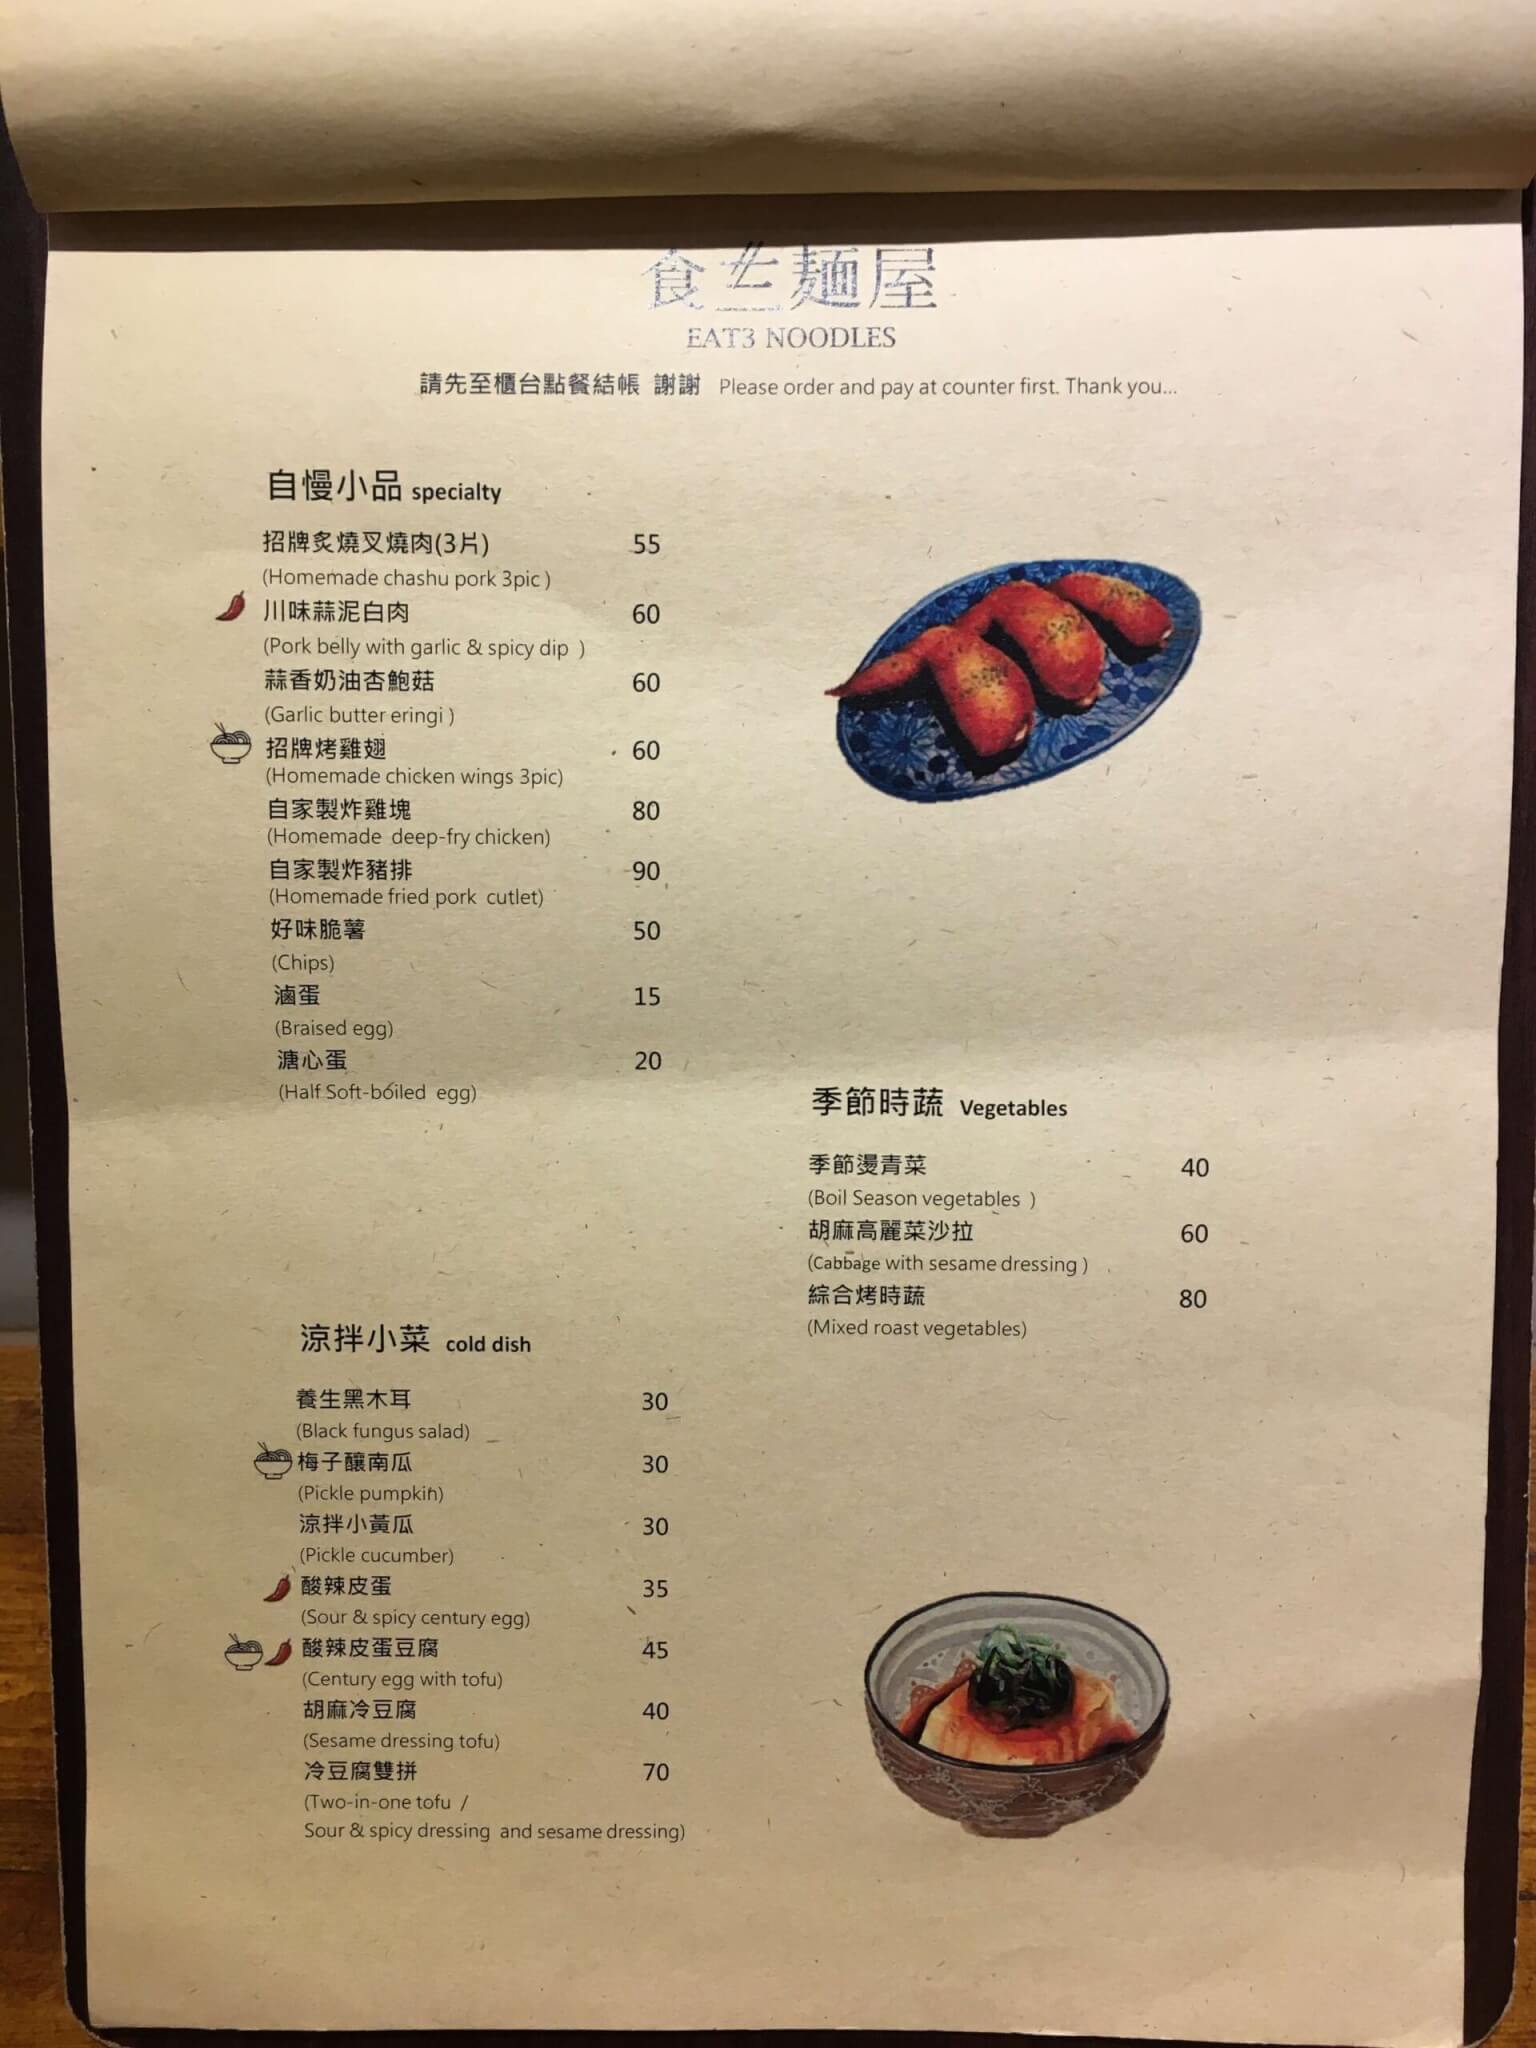 食㐂麺屋
EAT3 NOODLES
請先至櫃台點餐結帳 謝謝 Please order and pay at counter first. Thank you...
自慢小品 specialty
招牌炙燒叉燒肉(3片) 55
(Homemade chashu pork 3pic )
川味蒜泥白肉 60
(Pork belly with garlic & spicy dip )
蒜香奶油杏鮑菇 60
(Garlic butter eringi )
招牌烤雞翅 60
(Homemade chicken wings 3pic)
自家製炸雞塊 80
(Homemade deep-fry chicken)
自家製炸豬排 90
(Homemade fried pork cutlet)
好味脆薯 50
(Chips)
滷蛋 15
(Braised egg)
溏心蛋 20
(Half Soft-boiled egg)
季節時蔬 Vegetables
季節燙青菜 40
(Boil Season vegetables )
胡麻高麗菜沙拉 60
(Cabbage with sesame dressing )
綜合烤時蔬 80
(Mixed roast vegetables)
涼拌小菜 cold dish
養生黑木耳 30
(Black fungus salad)
梅子釀南瓜 30
(Pickle pumpkin)
涼拌小黃瓜 30
(Pickle cucumber)
酸辣皮蛋 35
(Sour & spicy century egg)
酸辣皮蛋豆腐 45
(Century egg with tofu)
胡麻冷豆腐 40
(Sesame dressing tofu)
冷豆腐雙拼 70
(Two-in-one tofu /
Sour & spicy dressing and sesame dressing)